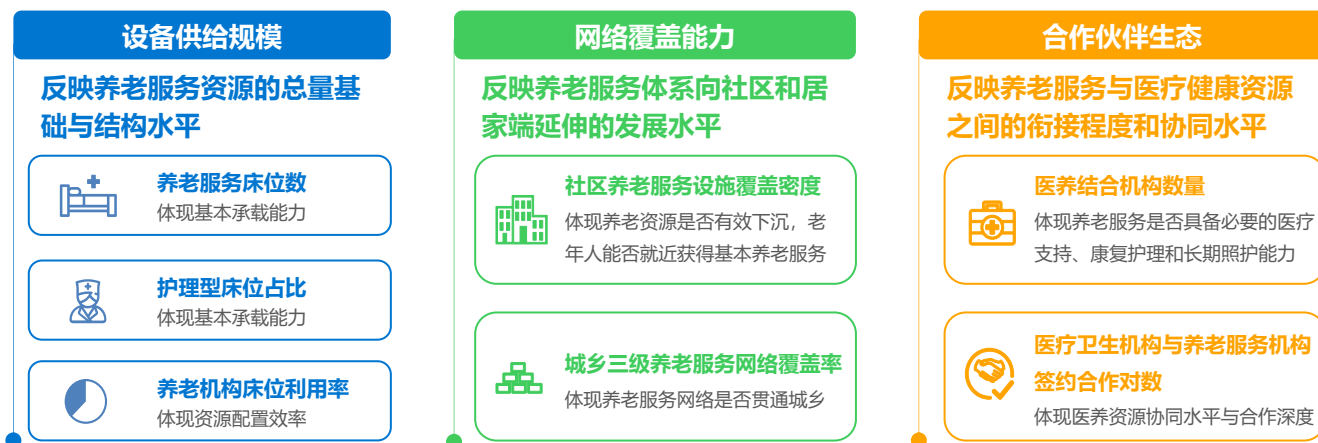 设备供给规模
反映养老服务资源的总量基
础与结构水平
养老服务床位数
体现基本承载能力
护理型床位占比
体现基本承载能力
养老机构床位利用率
体现资源配置效率
网络覆盖能力
反映养老服务体系向社区和居
家端延伸的发展水平
社区养老服务设施覆盖密度
体现养老资源是否有效下沉，老
年人能否就近获得基本养老服务
城乡三级养老服务网络覆盖率
体现养老服务网络是否贯通城乡
合作伙伴生态
反映养老服务与医疗健康资源
之间的衔接程度和协同水平
医养结合机构数量
体现养老服务是否具备必要的医疗
支持、康复护理和长期照护能力
医疗卫生机构与养老服务机构
签约合作对数
体现医养资源协同水平与合作深度